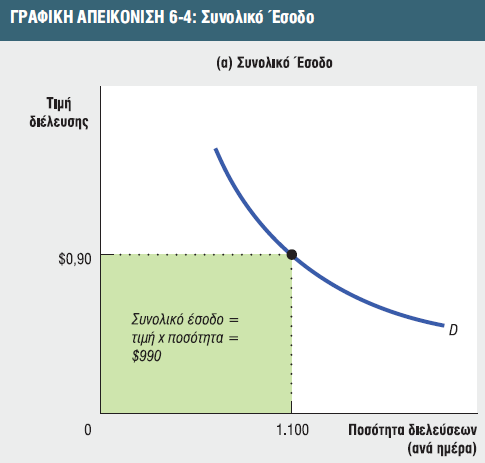 ΓΡΑΦΙΚΗ ΑΠΕΙΚΟΝΙΣΗ 6-4: Συνολικό Έσοδο
(α) Συνολικό Έσοδο
Τιμή
διέλευσης
$0,90
Συνολικό έσοδο =
τιμή x ποσότητα =
$990
D
0
1.100
Ποσότητα διελεύσεων
(ανά ημέρα)